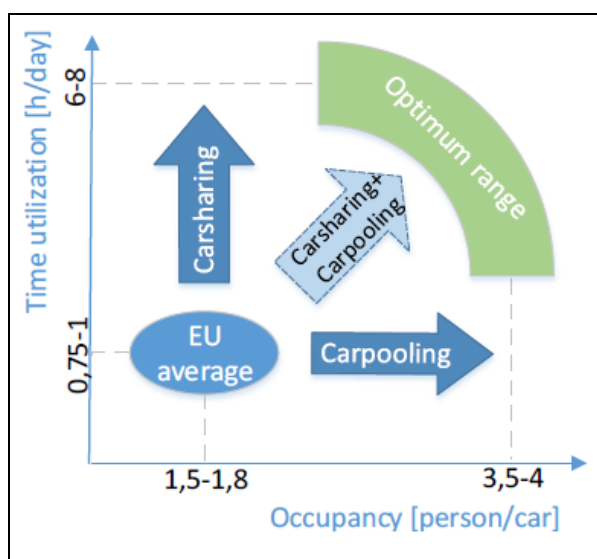 Time utilization [h/day]
6-8
0,75-1
Carsharing
Carsharing+
Carpooling
Optimum range
EU
average
Carpooling
1,5-1,8
3,5-4
Occupancy [person/car]